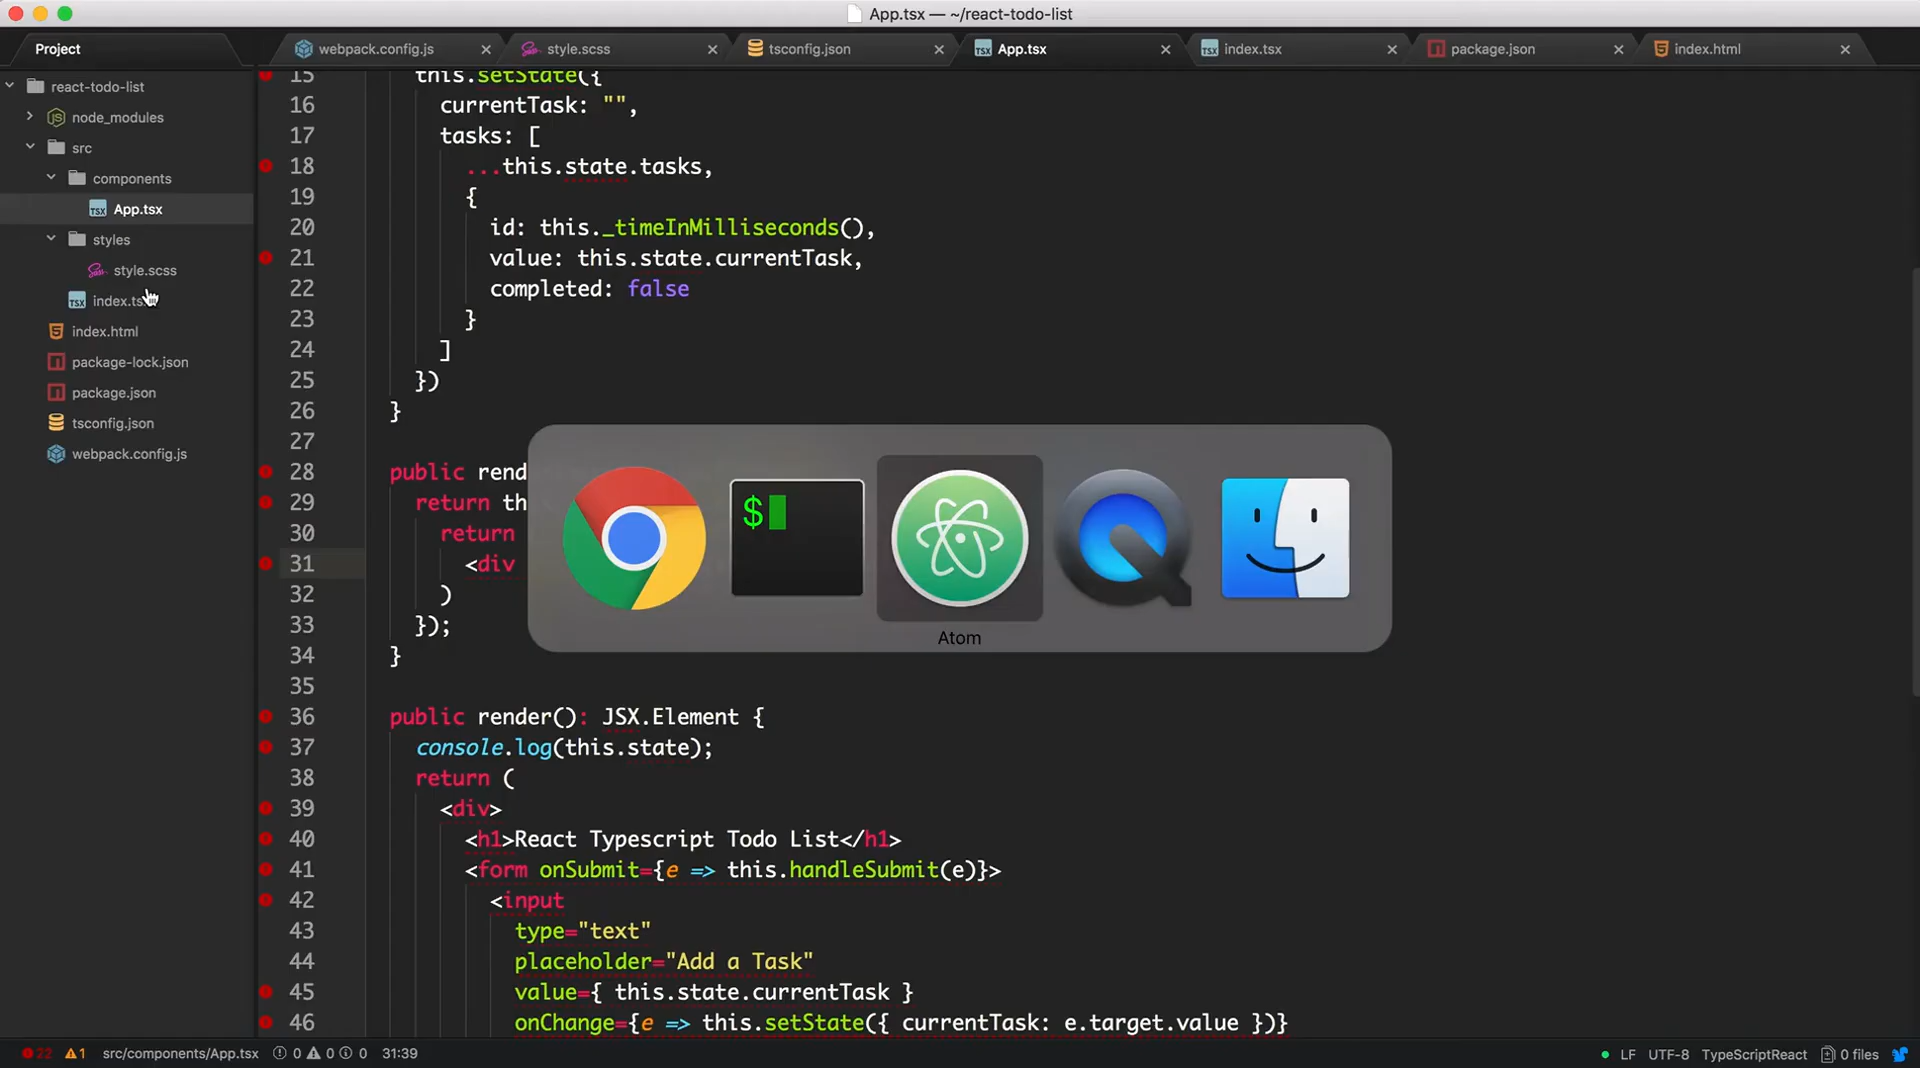 App.tsx — ~/react-todo-list
Project
webpack.config.js
style.scss
tsconfig.json
App.tsx
index.tsx
package.json
index.html
react-todo-list
node_modules
src
components
App.tsx
styles
style.scss
index.ts
index.html
package-lock.json
package.json
tsconfig.json
webpack.config.js
15 this.setState({
16 currentTask: "",
17 tasks: [
18 ...this.state.tasks,
19 {
20 id: this._timeInMilliseconds(),
21 value: this.state.currentTask,
22 completed: false
23 }
24 ]
25 })
26 }
27
28 public rend
29 return th
30 return
31 <div
32 )
33 });
34 }
35
36 public render(): JSX.Element {
37 console.log(this.state);
38 return (
39 <div>
40 <h1>React Typescript Todo List</h1>
41 <form onSubmit={e => this.handleSubmit(e)}>
42 <input
43 type="text"
44 placeholder="Add a Task"
45 value={ this.state.currentTask }
46 onChange={e => this.setState({ currentTask: e.target.value })}
$
Atom
22 1 src/components/App.tsx 0 0 0 31:39
LF UTF-8 TypeScriptReact 0 files